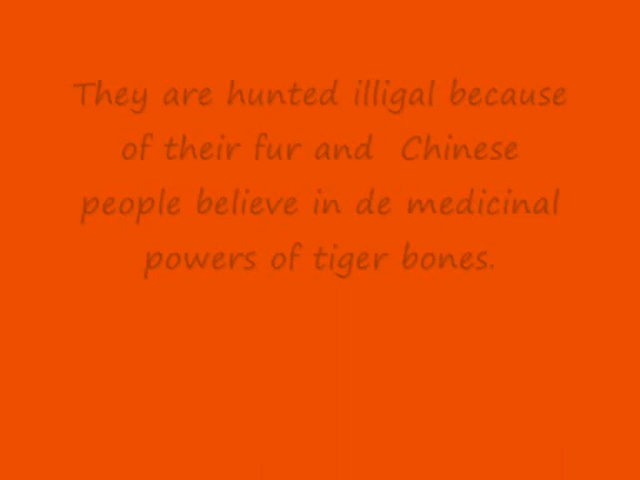 They are hunted illigal because
of their fur and Chinese
people believe in de medicinal
powers of tiger bones.